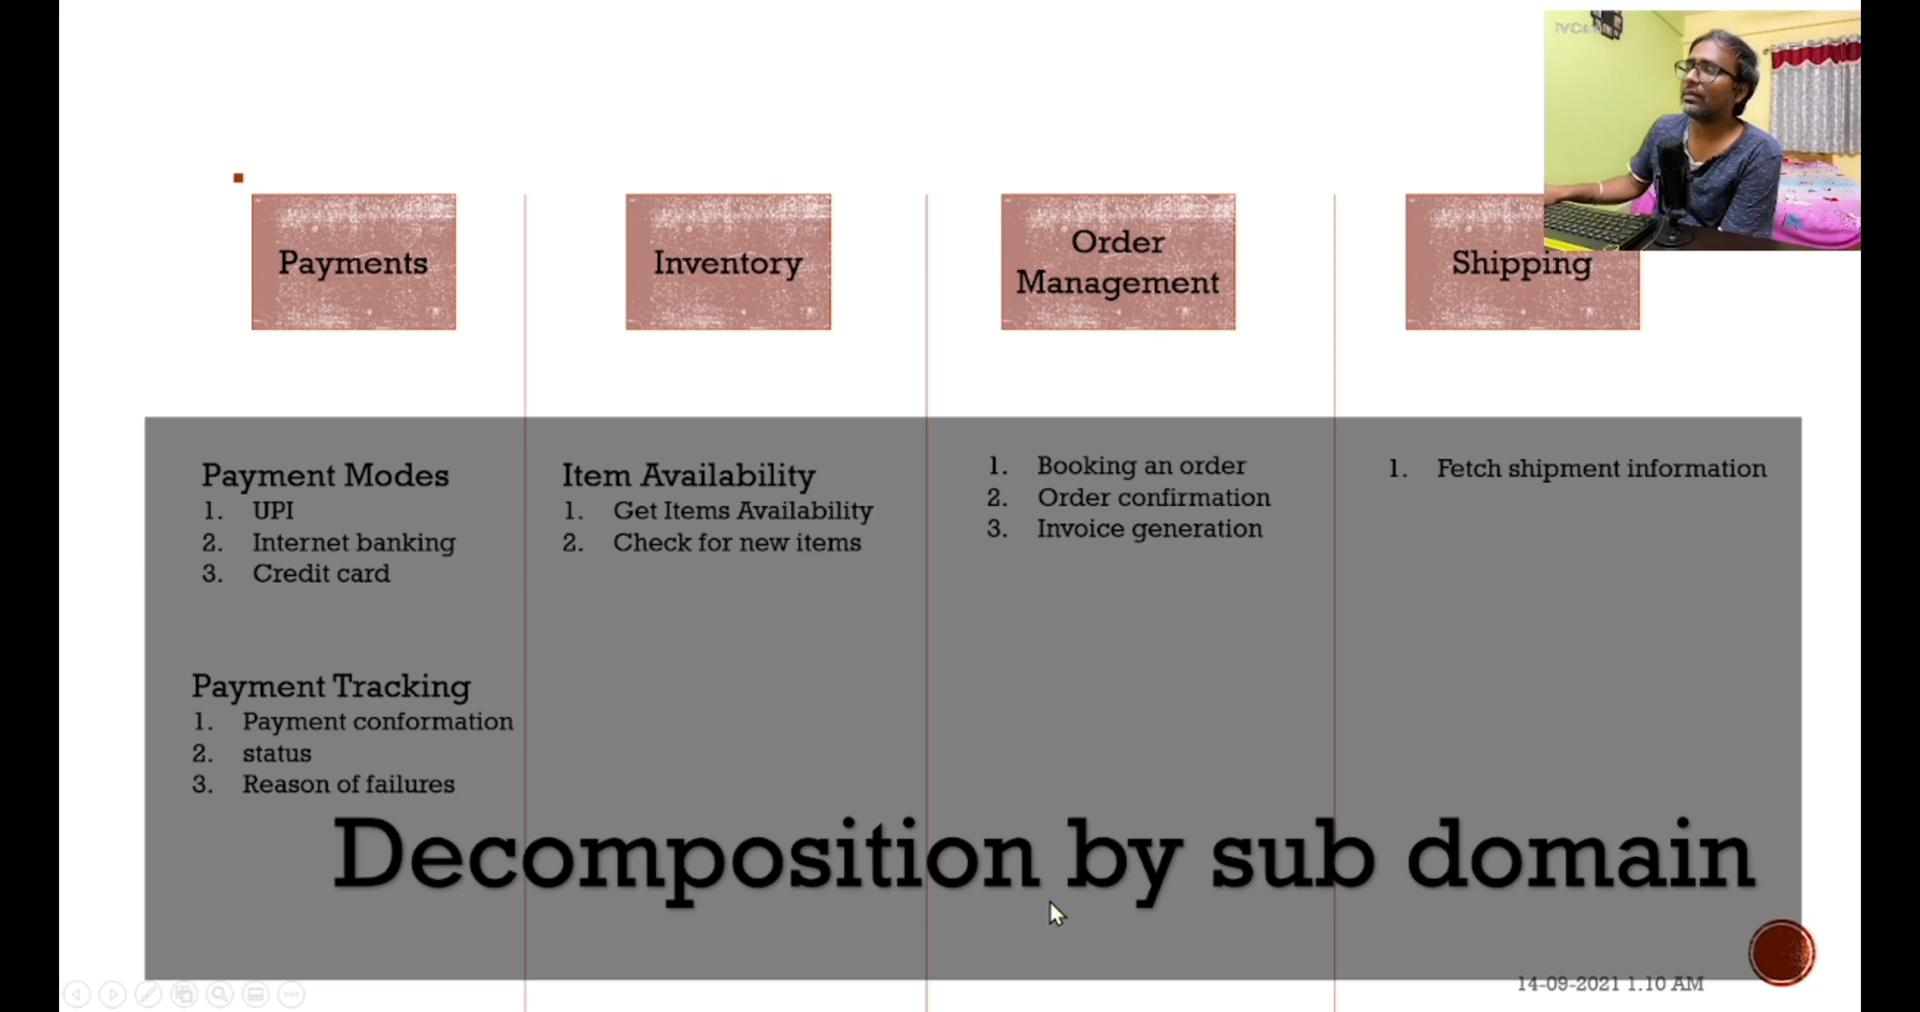 iVCam
Payments
Inventory
Order
Management
Shipping
Payment Modes
1. UPI
2. Internet banking
3. Credit card
Payment Tracking
1. Payment conformation
2. status
3. Reason of failures
Item Availability
1. Get Items Availability
2. Check for new items
1. Booking an order
2. Order confirmation
3. Invoice generation
1. Fetch shipment information
Decomposition by sub domain
14-09-2021 1.10 AM